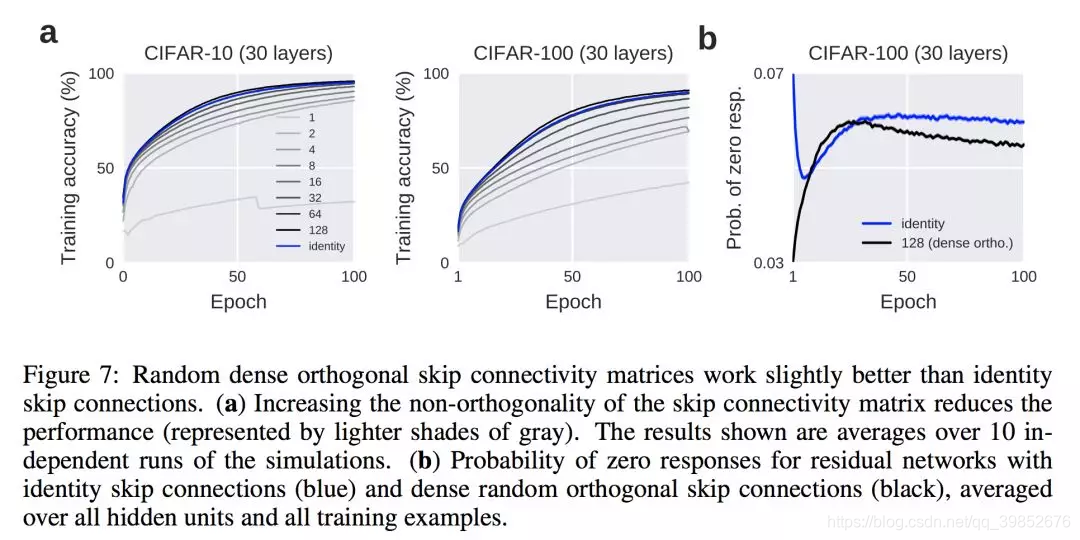 a
CIFAR-10 (30 layers)
Training accuracy (%)
100
50
0
0
50
100
Epoch
1
2
4
8
16
32
64
128
identity
CIFAR-100 (30 layers)
Training accuracy (%)
100
50
0
1
50
100
Epoch
b
CIFAR-100 (30 layers)
Prob. of zero resp.
0.07
0.03
1
50
100
Epoch
identity
128 (dense ortho.)
Figure 7: Random dense orthogonal skip connectivity matrices work slightly better than identity
skip connections. (a) Increasing the non-orthogonality of the skip connectivity matrix reduces the
performance (represented by lighter shades of gray). The results shown are averages over 10 in-
dependent runs of the simulations. (b) Probability of zero responses for residual networks with
identity skip connections (blue) and dense random orthogonal skip connections (black), averaged
over all hidden units and all training examples.
https://blog.csdn.net/qq_39852676